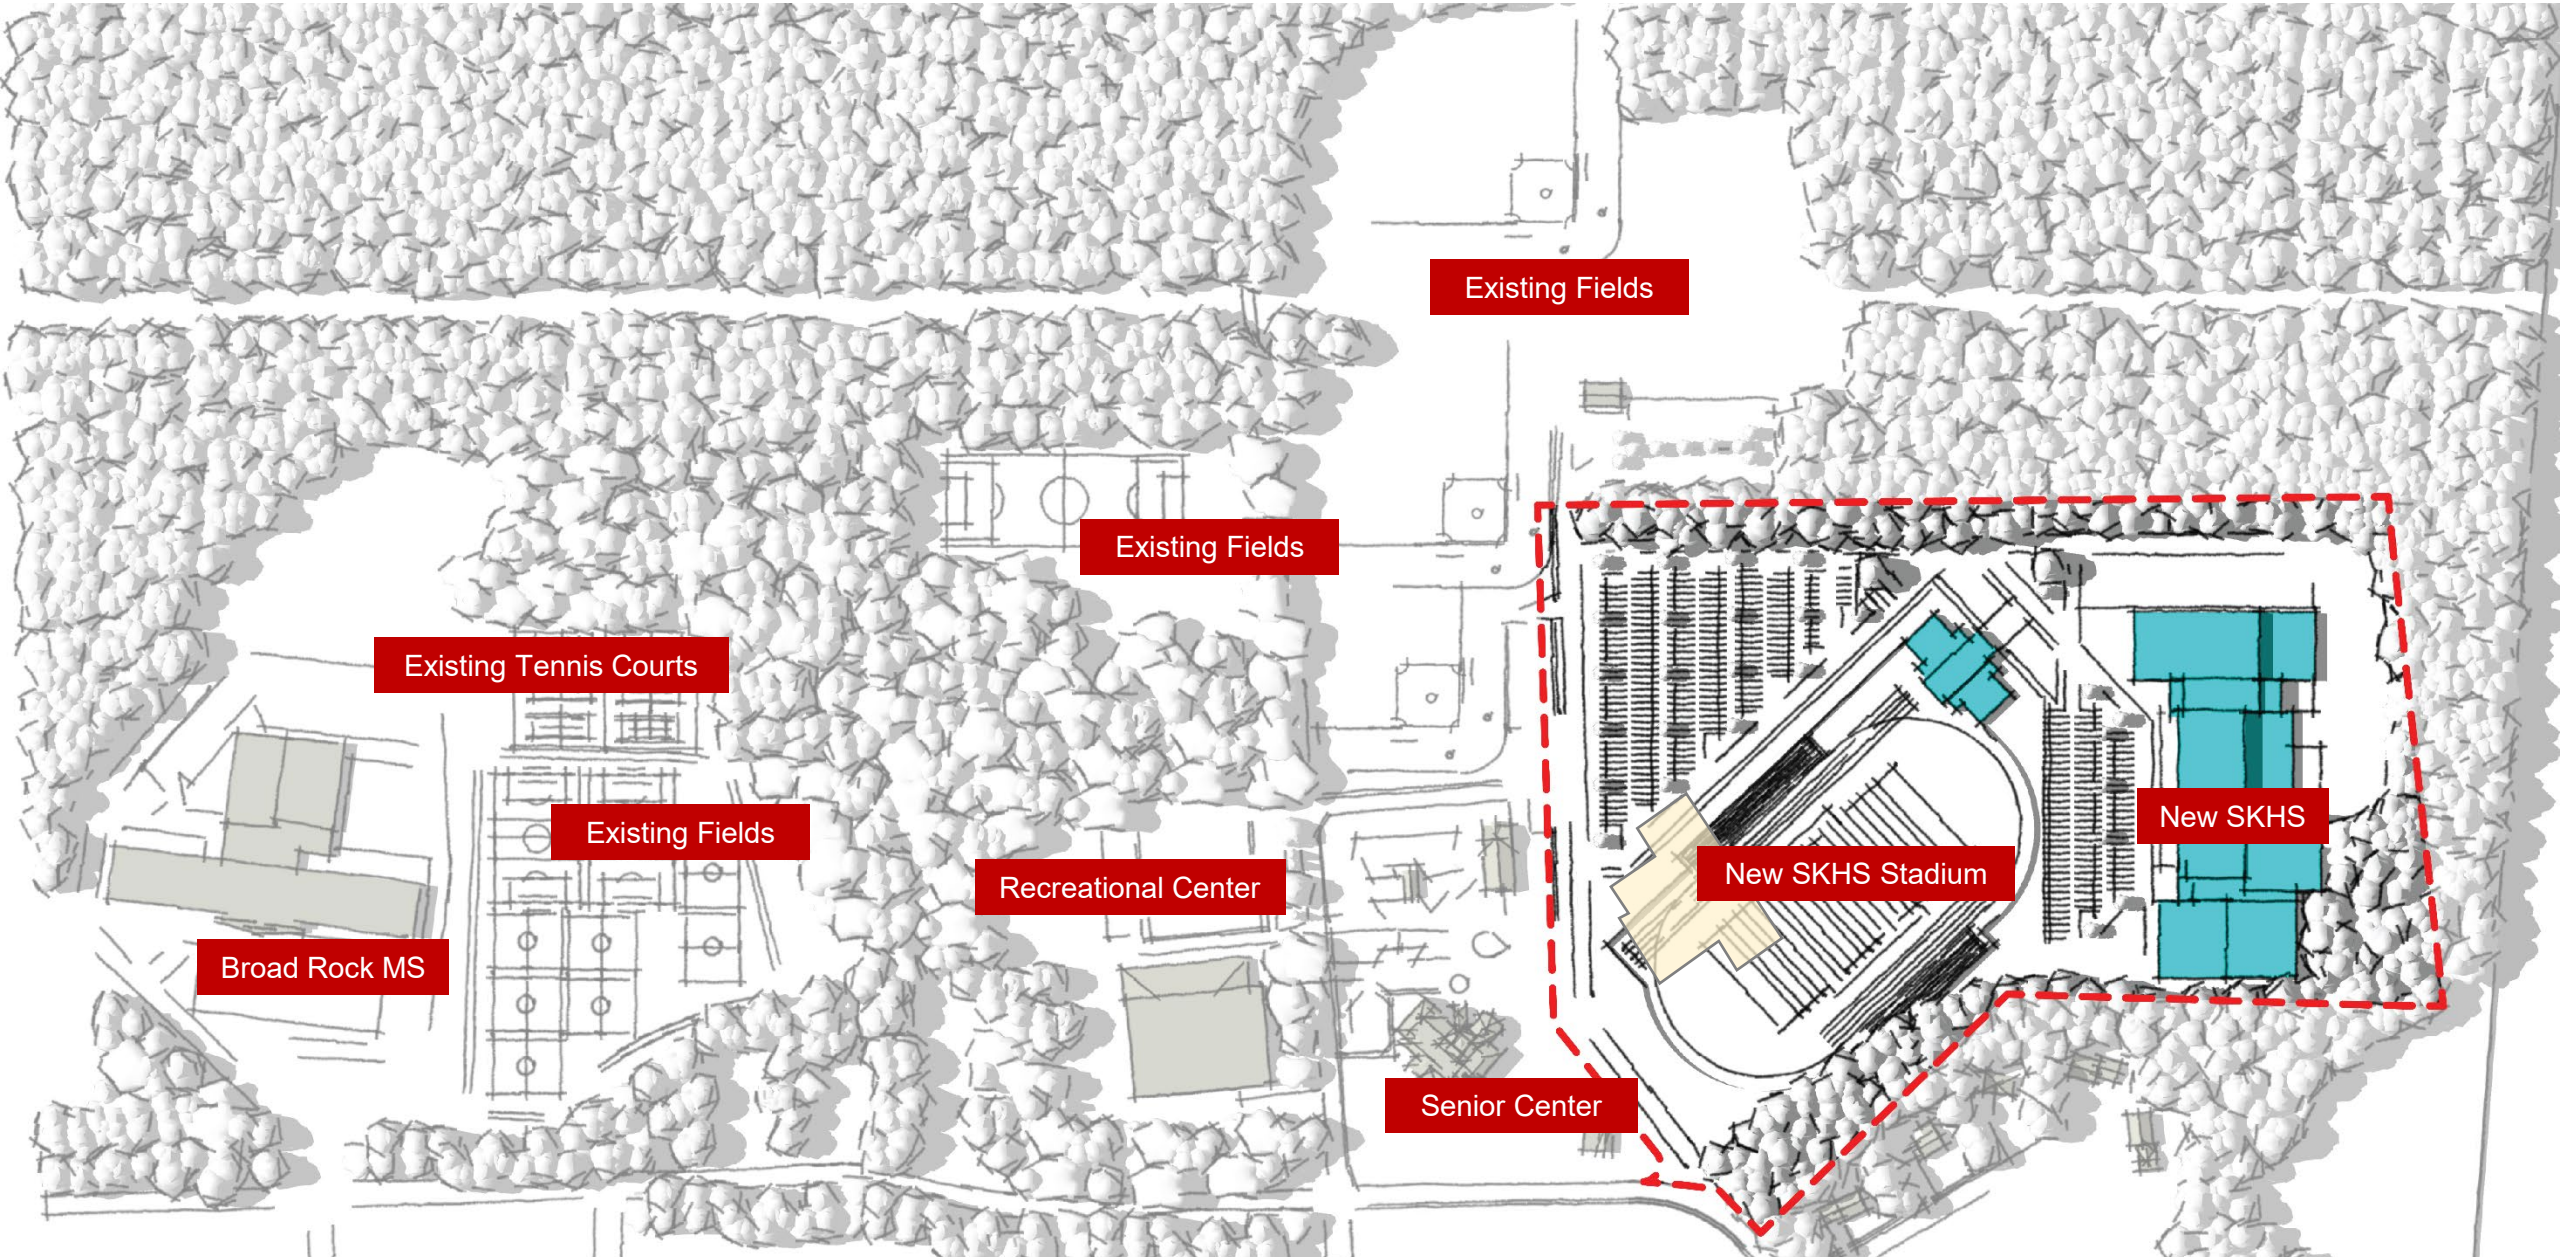 Existing Fields
Existing Fields
Existing Tennis Courts
Existing Fields
New SKHS
New SKHS Stadium
Recreational Center
Broad Rock MS
Senior Center